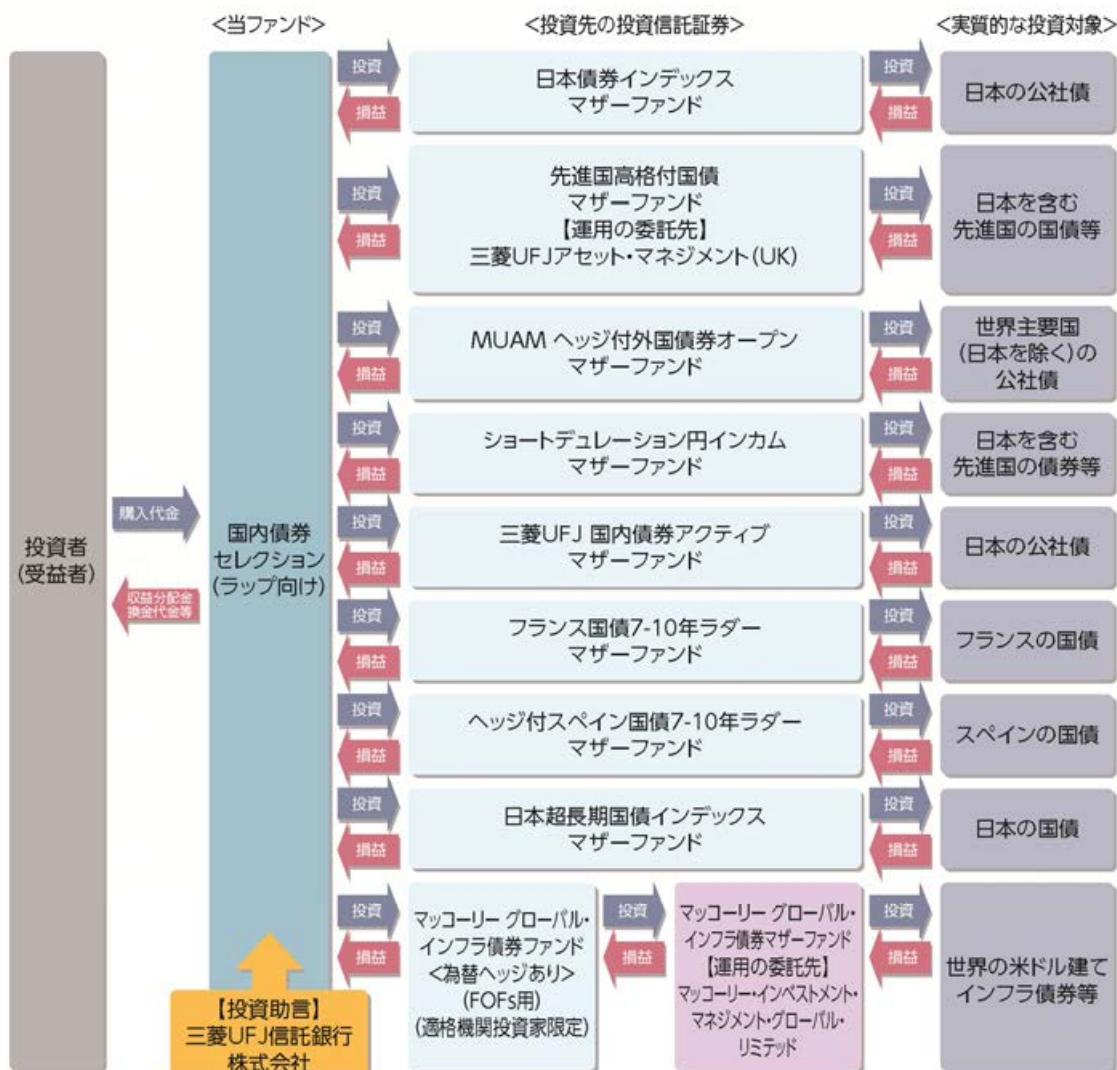 <当ファンド>
<投資先の投資信託証券>
<実質的な投資対象>
投資者
(受益者)
購入代金
収益分配金
換金代金等
国内債券
セレクション
(ラップ向け)
【投資助言】
三菱UFJ信託銀行
株式会社
投資
損益
日本債券インデックス
マザーファンド
投資
損益
日本の公社債
投資
損益
先進国高格付国債
マザーファンド
【運用の委託先】
三菱UFJアセット・マネジメント(UK)
投資
損益
日本を含む
先進国の国債等
投資
損益
MUAM ヘッジ付外国債券オープン
マザーファンド
投資
損益
世界主要国
(日本を除く)の
公社債
投資
損益
ショートデュレーション円インカム
マザーファンド
投資
損益
日本を含む
先進国の債券等
投資
損益
三菱UFJ 国内債券アクティブ
マザーファンド
投資
損益
日本の公社債
投資
損益
フランス国債7-10年ラダー
マザーファンド
投資
損益
フランスの国債
投資
損益
ヘッジ付スペイン国債7-10年ラダー
マザーファンド
投資
損益
スペインの国債
投資
損益
日本超長期国債インデックス
マザーファンド
投資
損益
日本の国債
投資
損益
マッコーリー グローバル・
インフラ債券ファンド
<為替ヘッジあり>
(FOFs用)
(適格機関投資家限定)
投資
損益
マッコーリー グローバル・
インフラ債券マザーファンド
【運用の委託先】
マッコーリー・インベストメント・
マネジメント・グローバル・
リミテッド
投資
損益
世界の米ドル建て
インフラ債券等